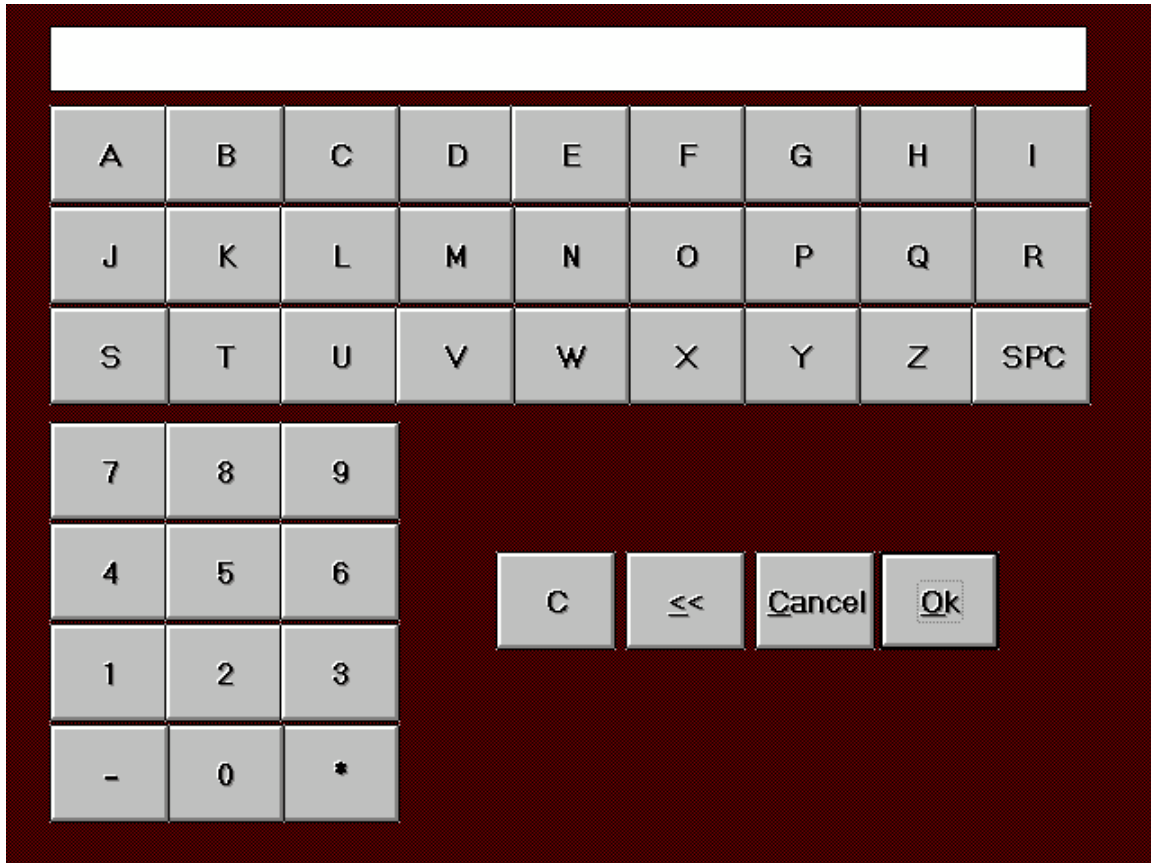 A B C D E F G H I
J K L M N O P Q R
S T U V W X Y Z SPC
7 8 9
4 5 6
C << Cancel Ok
1 2 3
- 0 *